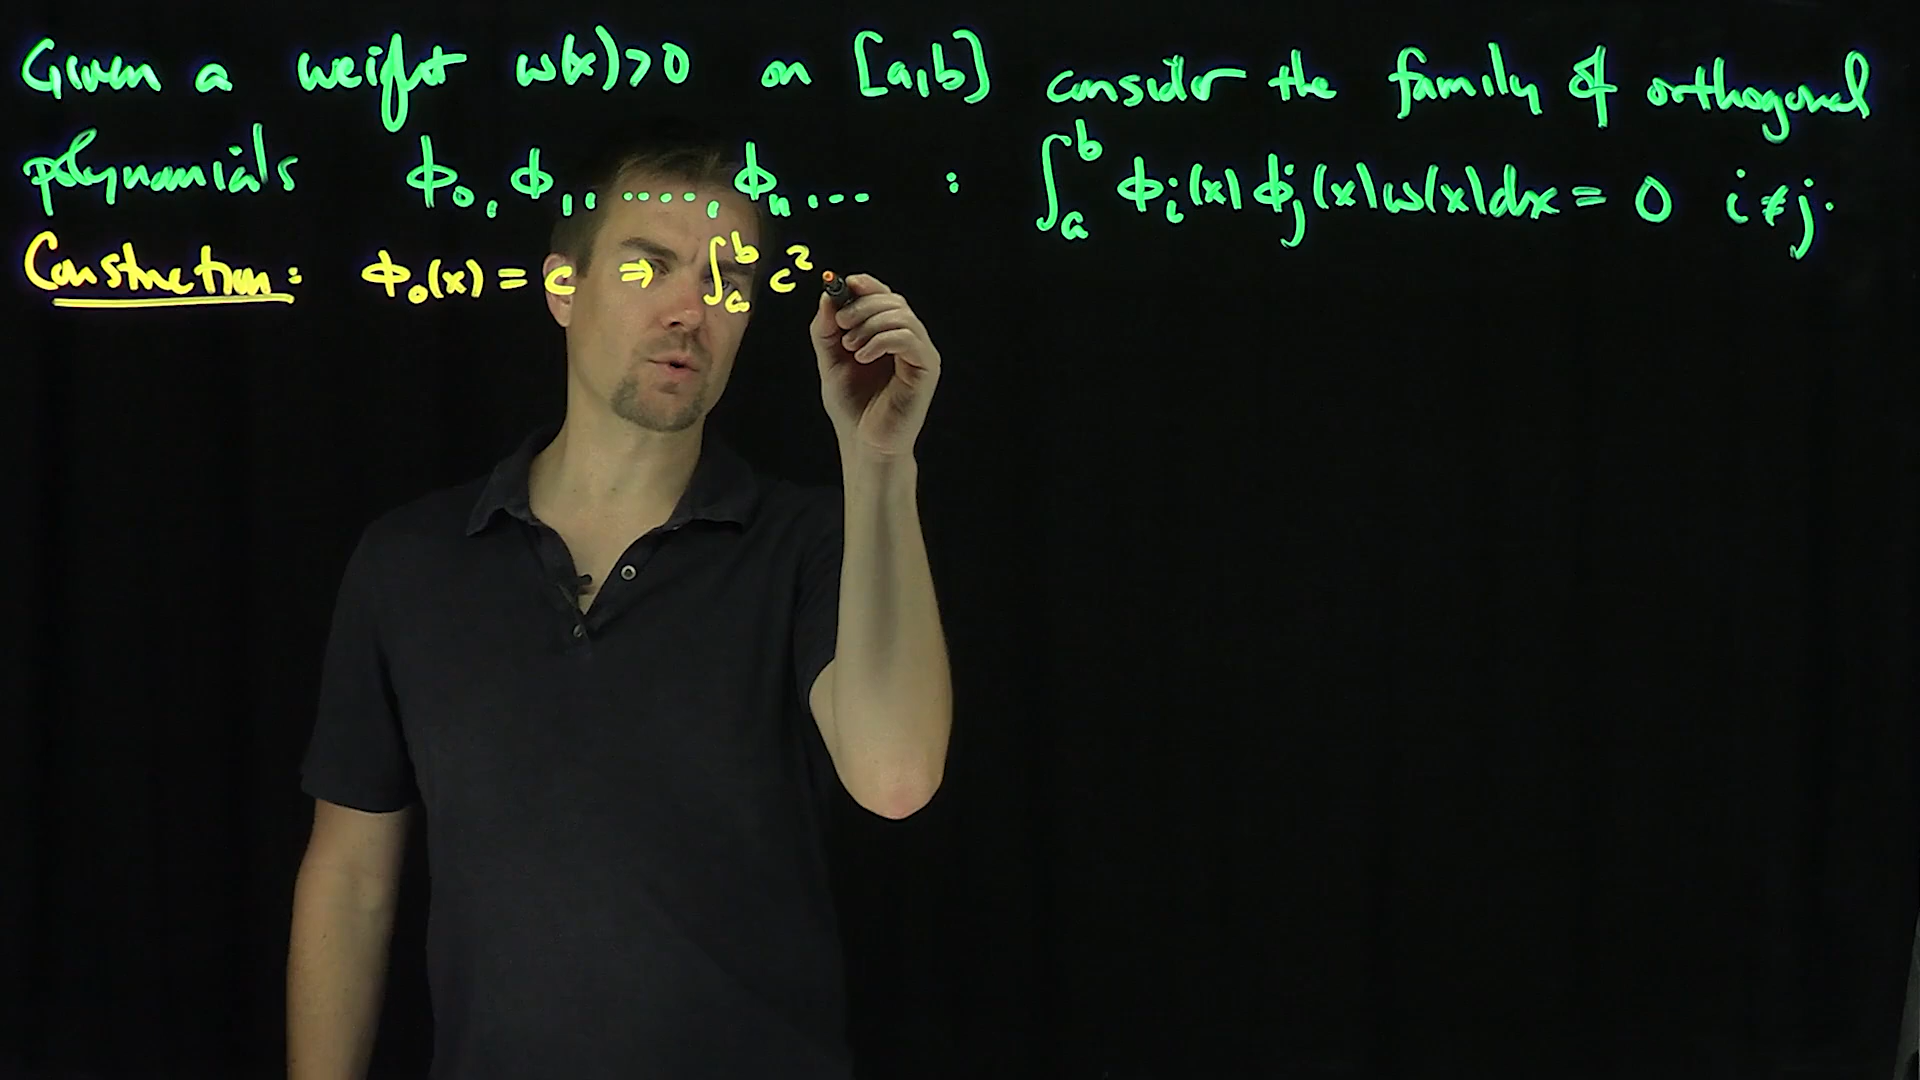 Given a weight w(x)>0 on [a,b] consider the family of orthogonal
polynomials ϕ₀, ϕ₁, ...., ϕₙ, ... : ∫ₐᵇ ϕᵢ(x) ϕⱼ(x) w(x) dx = 0 i ≠ j.
Construction: ϕ₀(x) = c ⇒ ∫ₐᵇ c²